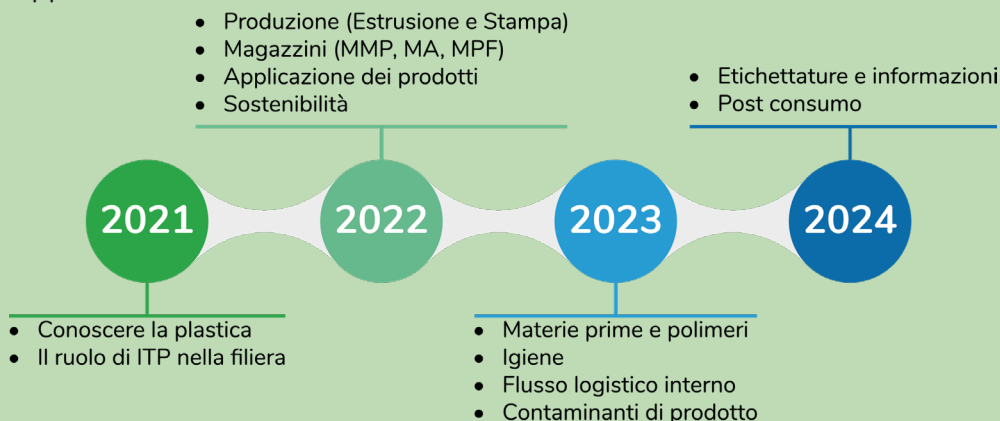 • Produzione (Estrusione e Stampa)
• Magazzini (MMP, MA, MPF)
• Applicazione dei prodotti
• Sostenibilità
• Etichettature e informazioni
• Post consumo
2021
2022
2023
2024
• Conoscere la plastica
• Il ruolo di ITP nella filiera
• Materie prime e polimeri
• Igiene
• Flusso logistico interno
• Contaminanti di prodotto